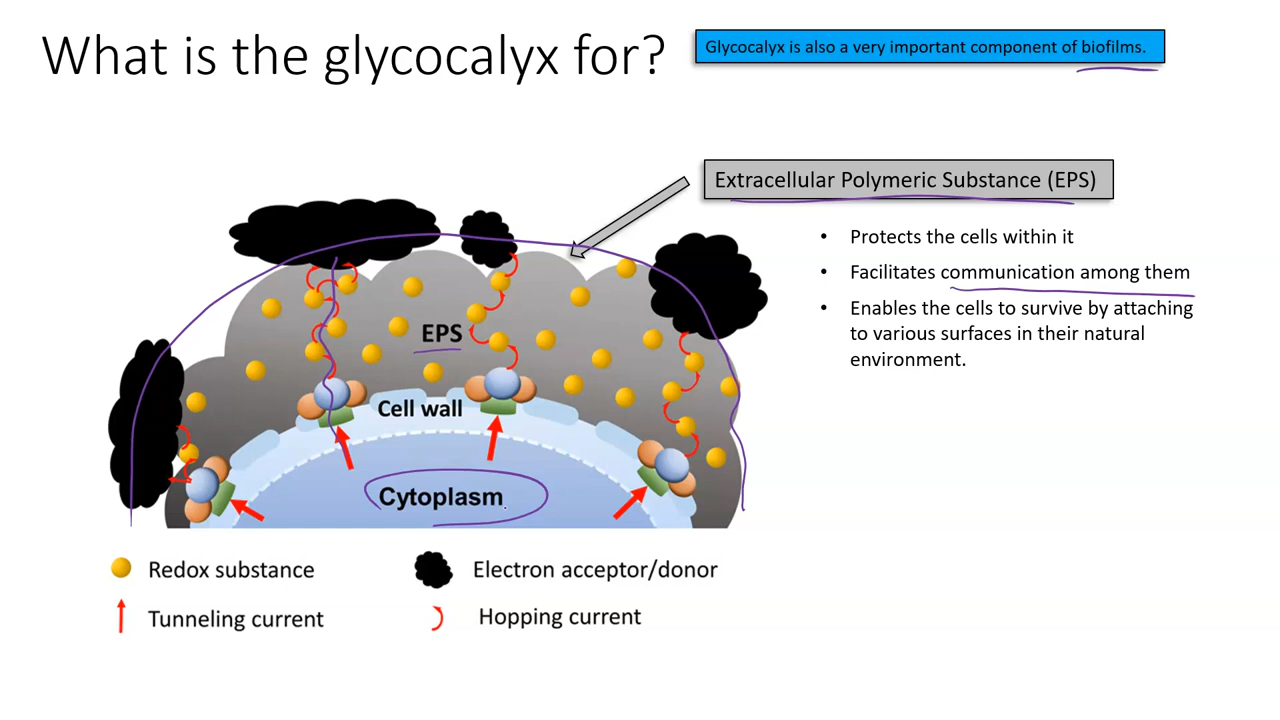 What is the glycocalyx for?
Glycocalyx is also a very important component of biofilms.
Extracellular Polymeric Substance (EPS)
• Protects the cells within it
• Facilitates communication among them
• Enables the cells to survive by attaching
to various surfaces in their natural
environment.
EPS
Cell wall
Cytoplasm
Redox substance
Electron acceptor/donor
Tunneling current
Hopping current